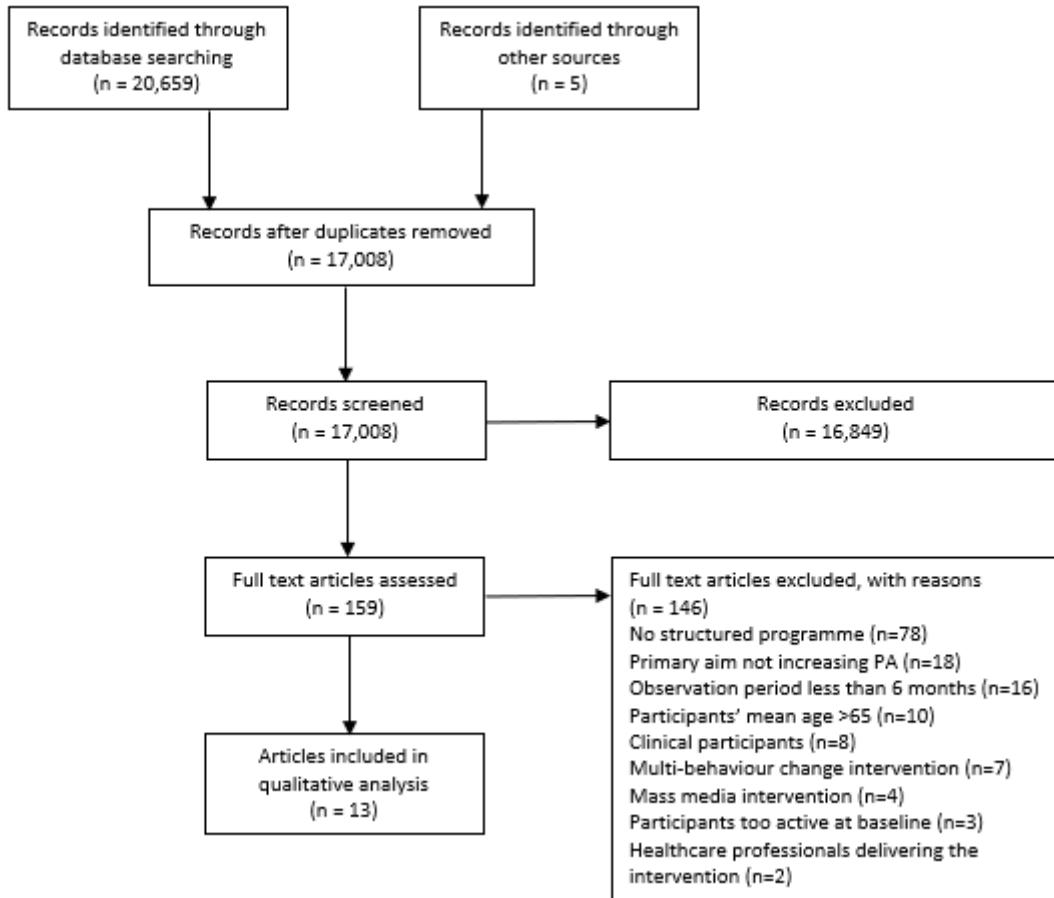 Records identified through
database searching
(n = 20,659)
Records identified through
other sources
(n = 5)
Records after duplicates removed
(n = 17,008)
Records screened
(n = 17,008)
Records excluded
(n = 16,849)
Full text articles assessed
(n = 159)
Full text articles excluded, with reasons
(n = 146)
No structured programme (n=78)
Primary aim not increasing PA (n=18)
Observation period less than 6 months (n=16)
Participants’ mean age >65 (n=10)
Clinical participants (n=8)
Multi-behaviour change intervention (n=7)
Mass media intervention (n=4)
Participants too active at baseline (n=3)
Healthcare professionals delivering the
intervention (n=2)
Articles included in
qualitative analysis
(n = 13)